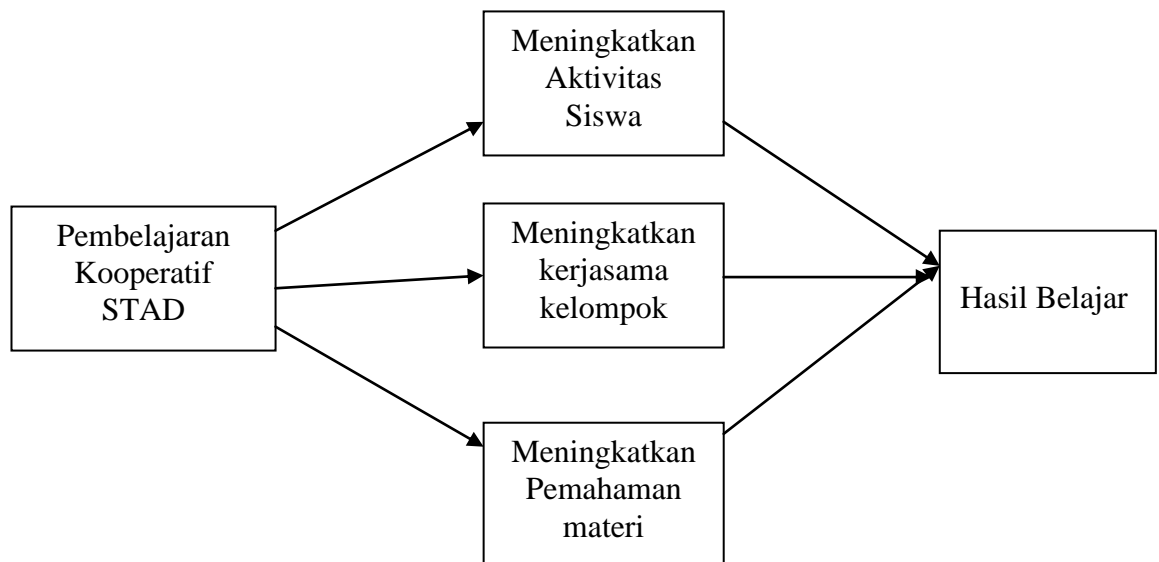 Meningkatkan
Aktivitas
Siswa
Pembelajaran
Kooperatif
STAD
Meningkatkan
kerjasama
kelompok
Hasil Belajar
Meningkatkan
Pemahaman
materi